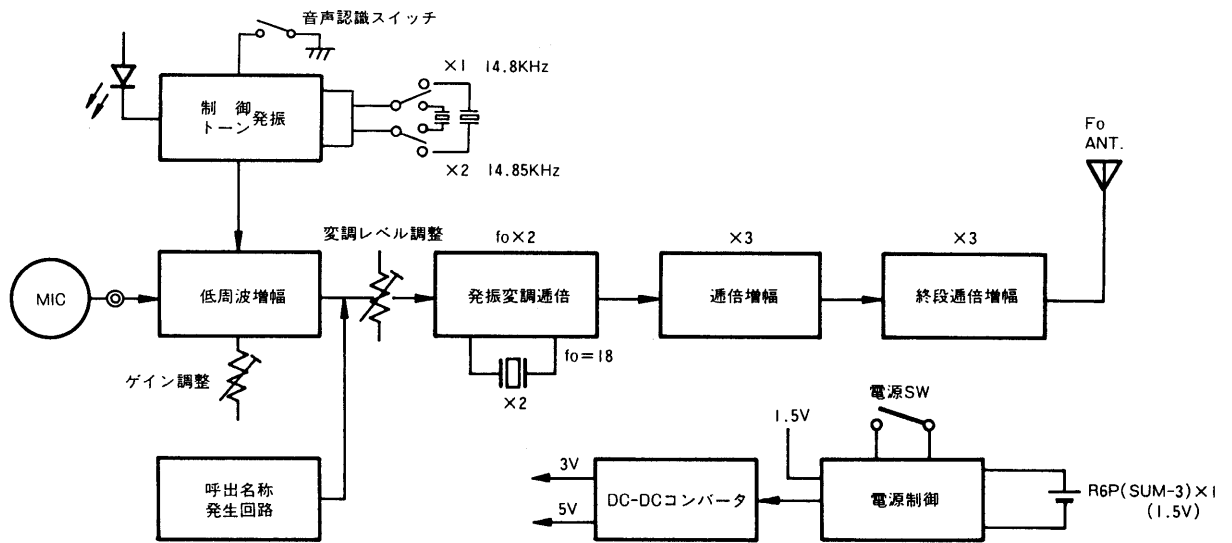 音声認識スイッチ
×1 14.8KHz
制御
トーン発振
×2 14.85KHz
Fo
ANT.
変調レベル調整
fo×2
×3
×3
MIC
低周波増幅
発振変調逓倍
逓倍増幅
終段逓倍増幅
fo=18
ゲイン調整
×2
電源SW
1.5V
呼出名称
発生回路
3V
5V
DC-DCコンバータ
電源制御
R6P(SUM-3)×1
(1.5V)